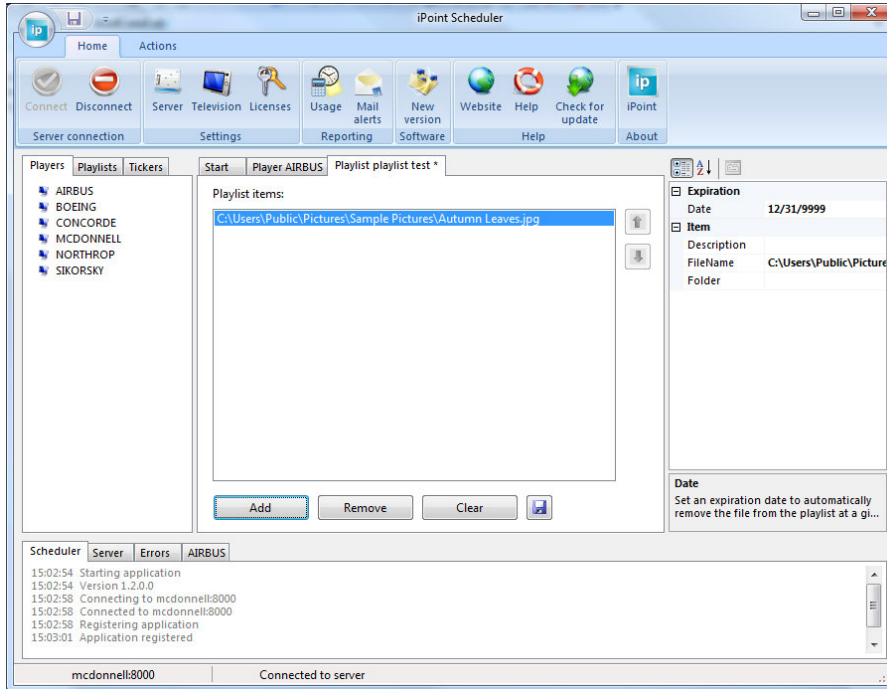 iPoint Scheduler
ip
Home Actions
Connect Disconnect Server Television Licenses Usage Mail alerts New version Website Help Check for update ip iPoint
Server connection Settings Reporting Software Help About
Players Playlists Tickers
AIRBUS
BOEING
CONCORDE
MCDONNELL
NORTHROP
SIKORSKY
Start Player AIRBUS Playlist playlist test *
Playlist items:
C:\Users\Public\Pictures\Sample Pictures\Autumn Leaves.jpg
Add Remove Clear
Expiration
Date 12/31/9999
Item
Description
FileName C:\Users\Public\Picture
Folder
Date
Set an expiration date to automatically
remove the file from the playlist at a gi...
Scheduler Server Errors AIRBUS
15:02:54 Starting application
15:02:54 Version 1.2.0.0
15:02:58 Connecting to mcdonnell:8000
15:02:58 Connected to mcdonnell:8000
15:02:58 Registering application
15:03:01 Application registered
mcdonnell:8000 Connected to server